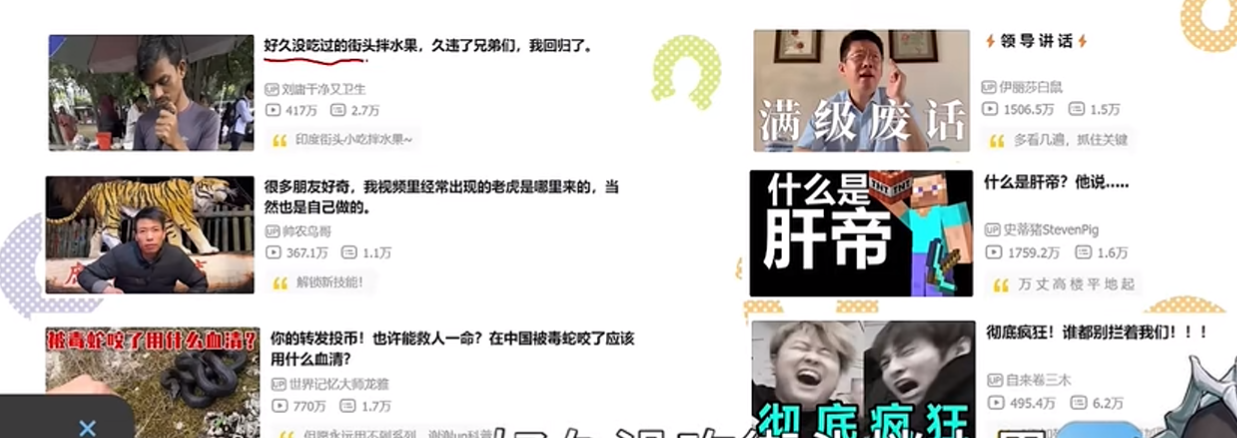 好久没吃过的街头拌水果，久违了兄弟们，我回归了。
UP 刘庸干净又卫生
417万 2.7万
印度街头小吃拌水果~
很多朋友好奇，我视频里经常出现的老虎是哪里来的，当
然也是自己做的。
UP 帅农鸟哥
367.1万 1.1万
解锁新技能！
被毒蛇咬了用什么血清？
你的转发投币！也许能救人一命？在中国被毒蛇咬了应该
用什么血清？
UP 世界记忆大师龙雅
770万 1.7万
满级废话
领导讲话
UP 伊丽莎白鼠
1506.5万 1.5万
多看几遍，抓住关键
什么是
肝帝
TNT TNT
什么是肝帝？他说……
UP 史蒂猪StevenPig
1759.2万 1.6万
万丈高楼平地起
彻底疯狂
彻底疯狂！谁都别拦着我们！！！
UP 自来卷三木
495.4万 6.2万